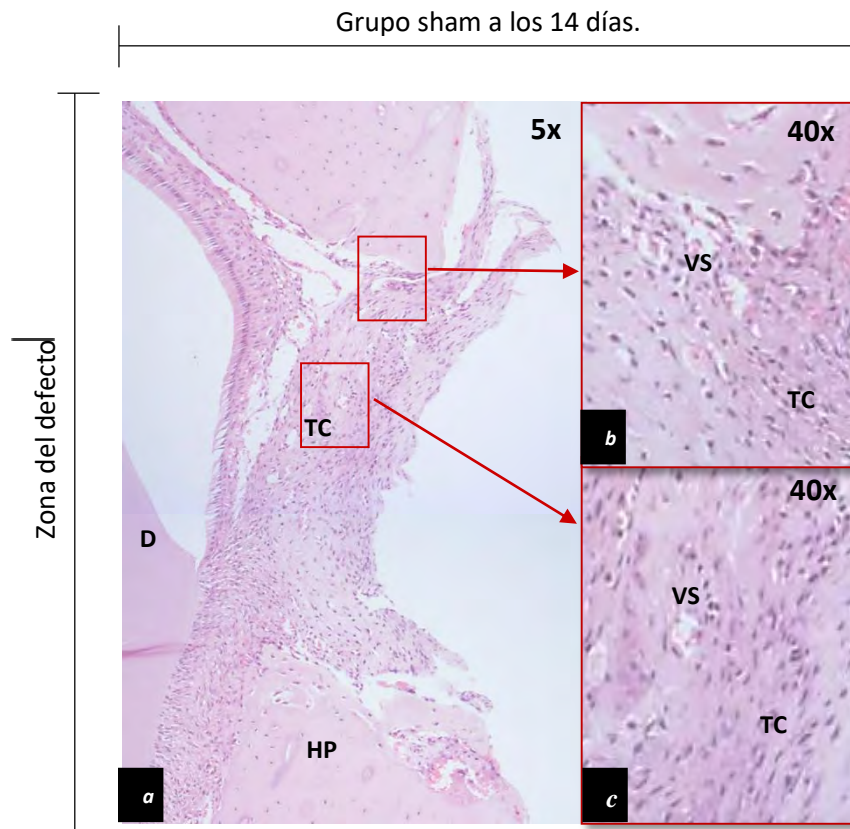 Grupo sham a los 14 días.
Zona del defecto
5x
TC
D
HP
a
40x
VS
TC
b
40x
VS
TC
c